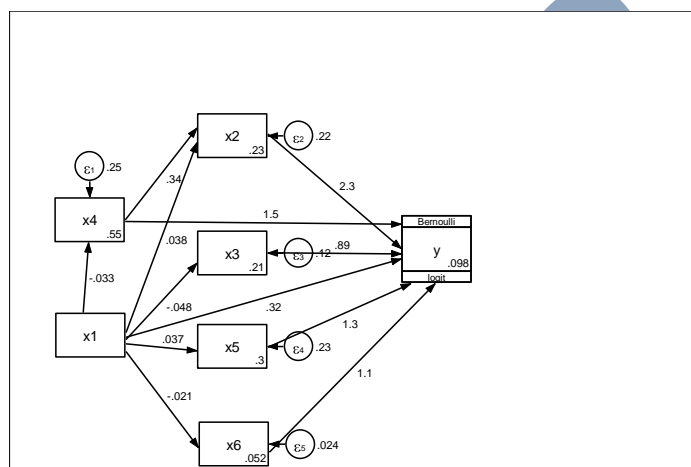 x2
.23
ε2
.22
ε1
.25
.34
2.3
x4
.55
1.5
Bernoulli
y
.098
logit
.038
x3
.21
ε3
.12
.89
-.033
-.048
.32
x1
.037
x5
.3
ε4
.23
1.3
-.021
1.1
x6
.052
ε5
.024